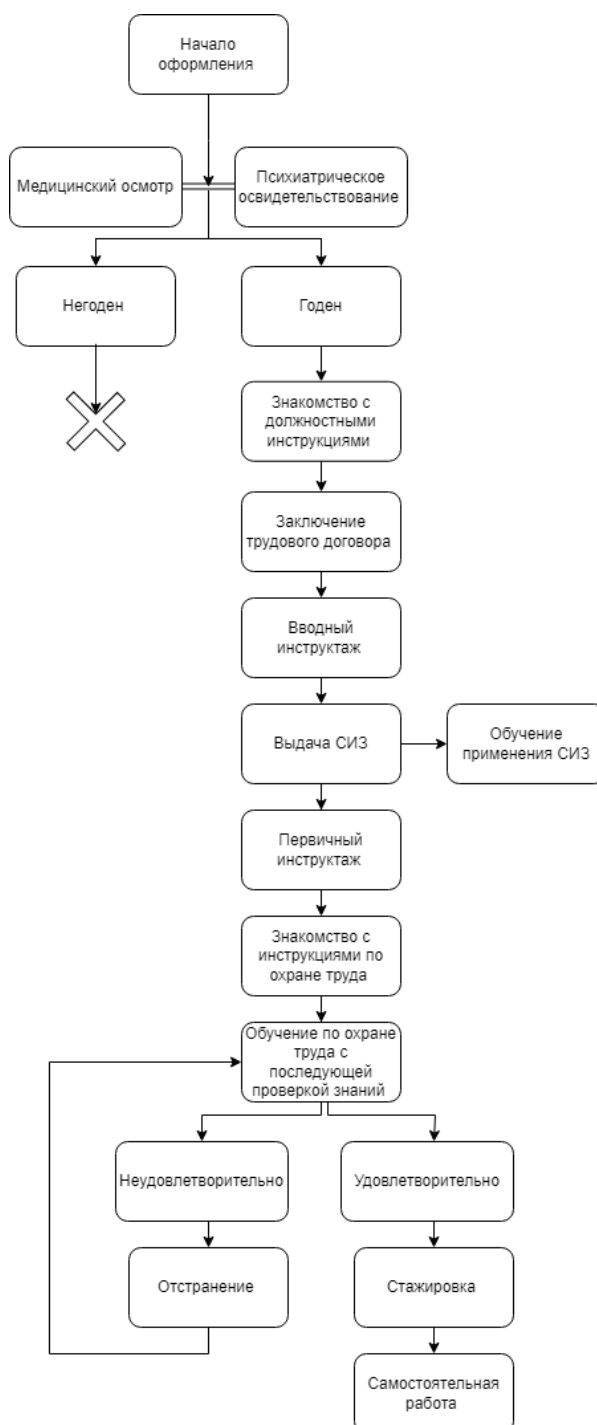 Начало
оформления
Медицинский осмотр
Психиатрическое
освидетельствование
Негоден
Годен
Знакомство с
должностными
инструкциями
Заключение
трудового договора
Вводный
инструктаж
Выдача СИЗ
Обучение
применения СИЗ
Первичный
инструктаж
Знакомство с
инструкциями по
охране труда
Обучение по охране
труда с
последующей
проверкой знаний
Неудовлетворительно
Удовлетворительно
Отстранение
Стажировка
Самостоятельная
работа